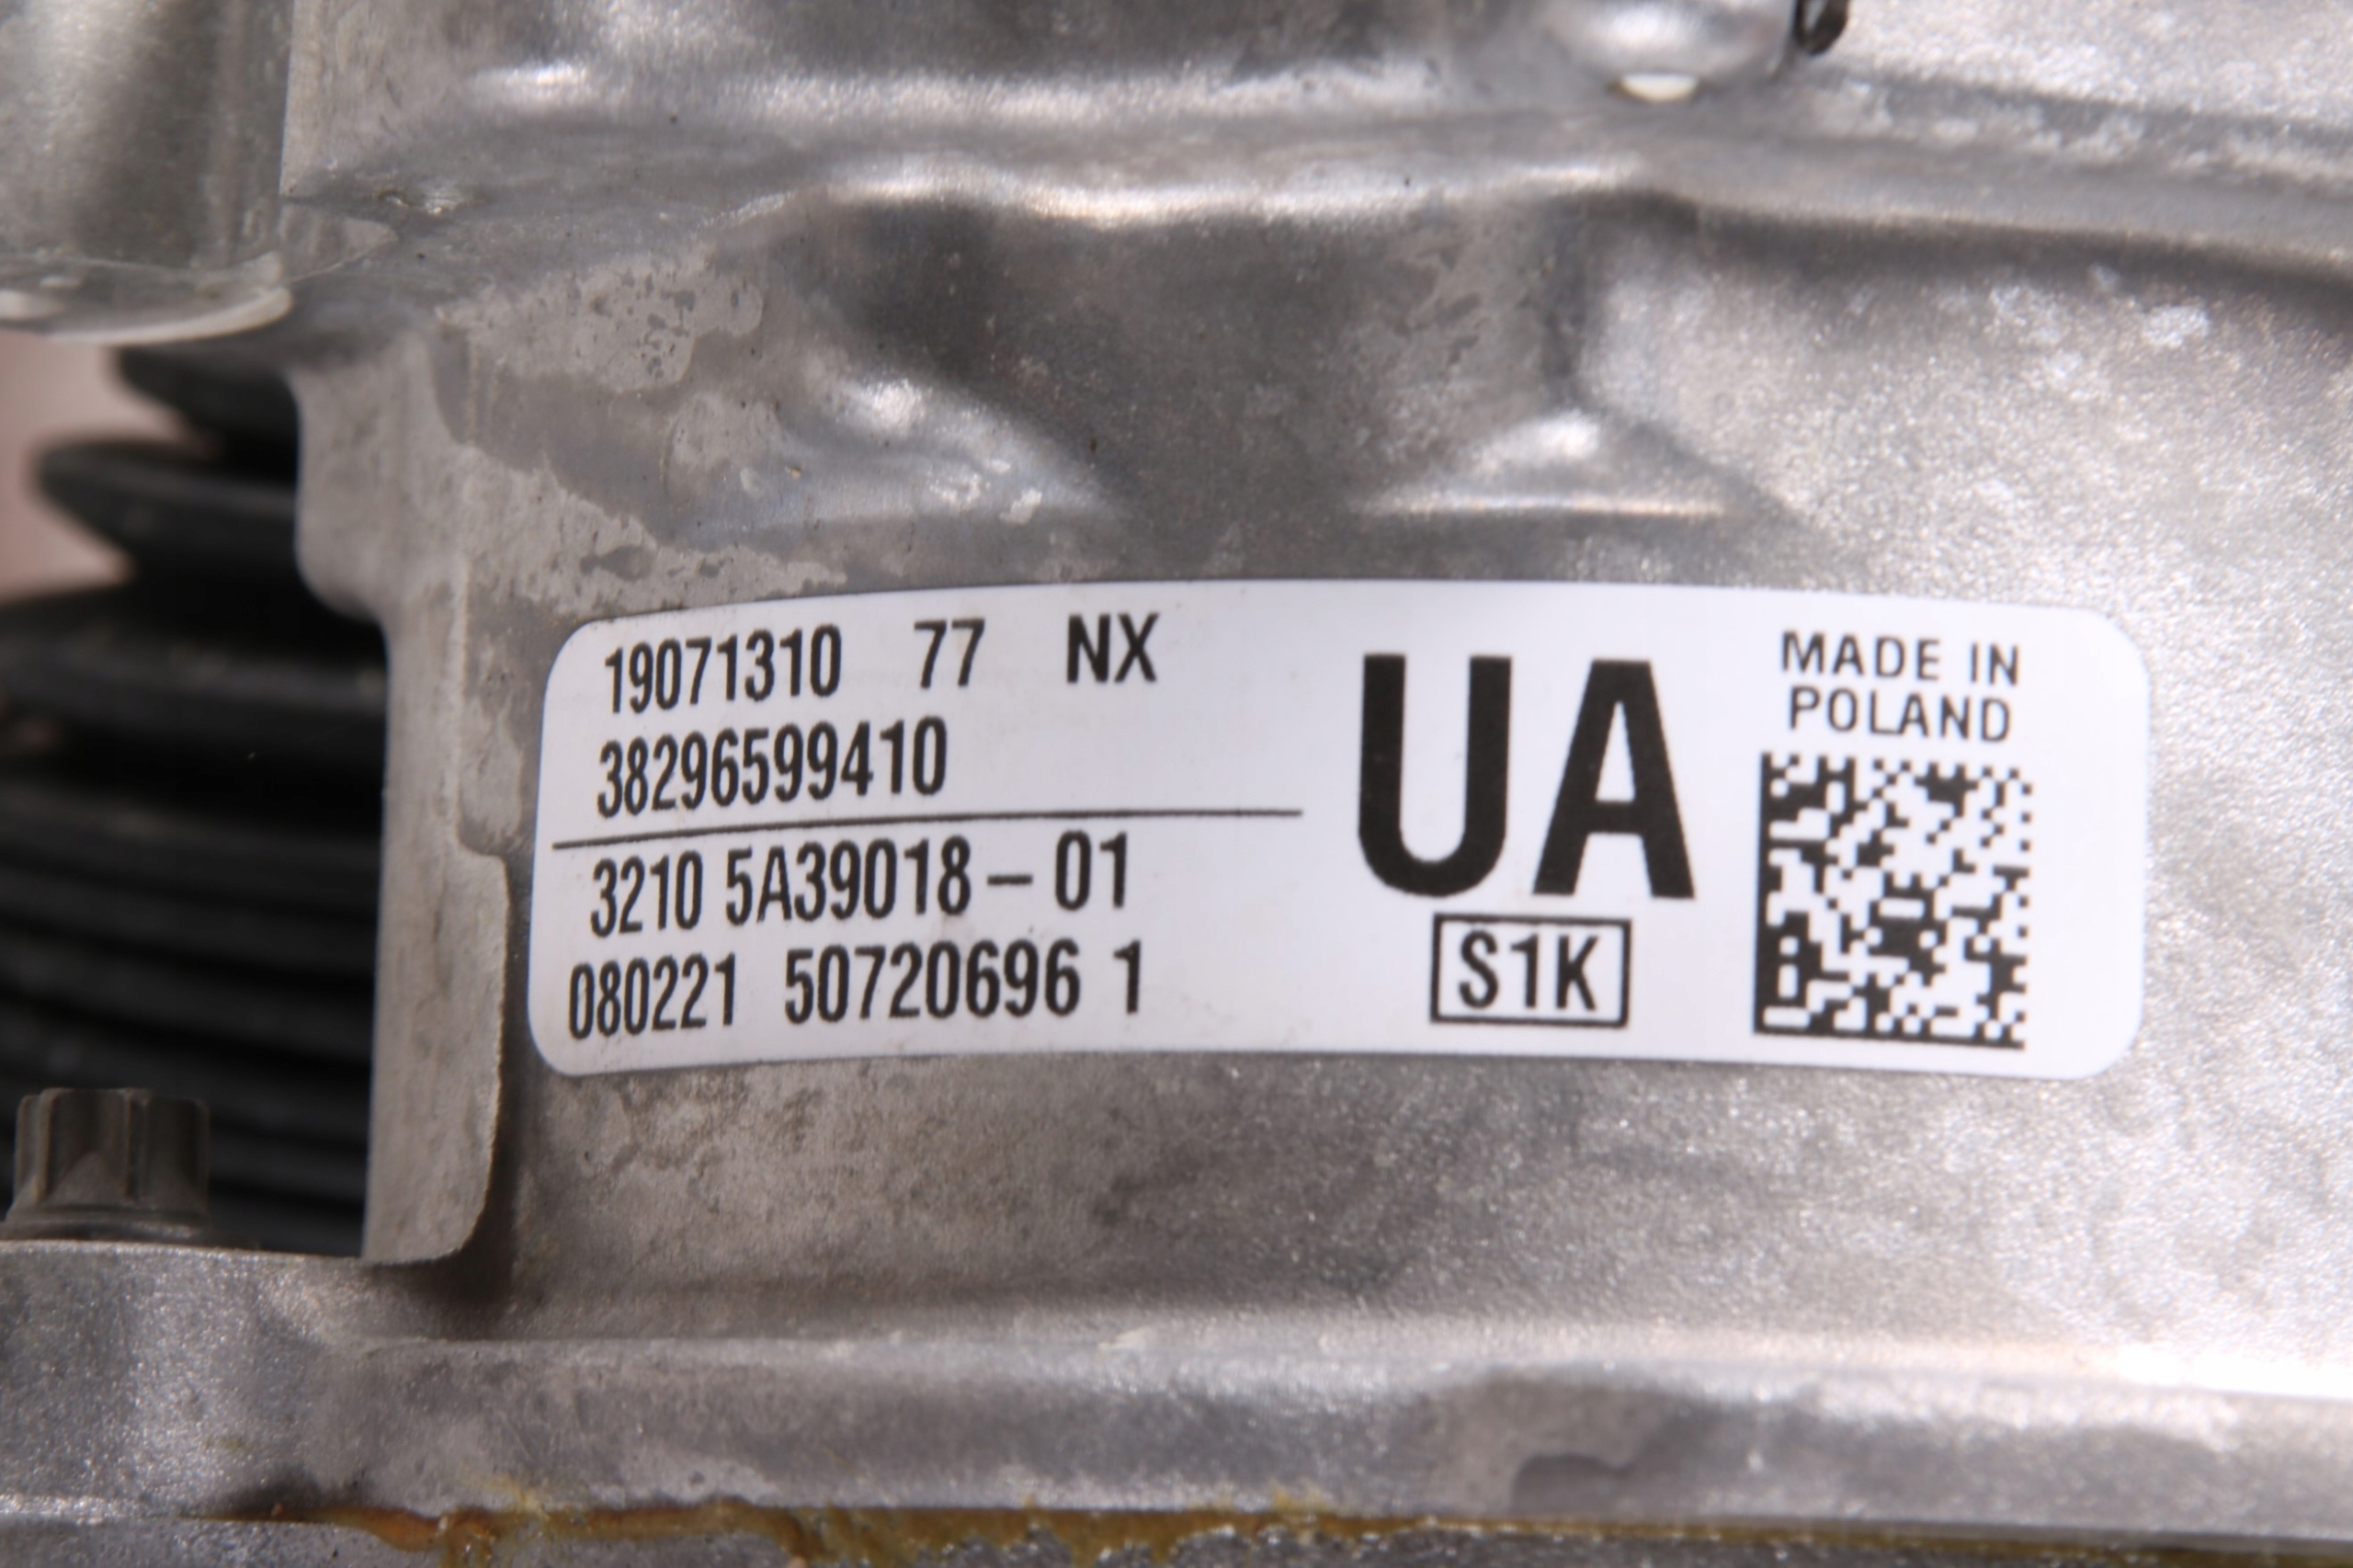 19071310 77 NX
38296599410
3210 5A39018-01
080221 50720696 1
UA
S1K
MADE IN
POLAND